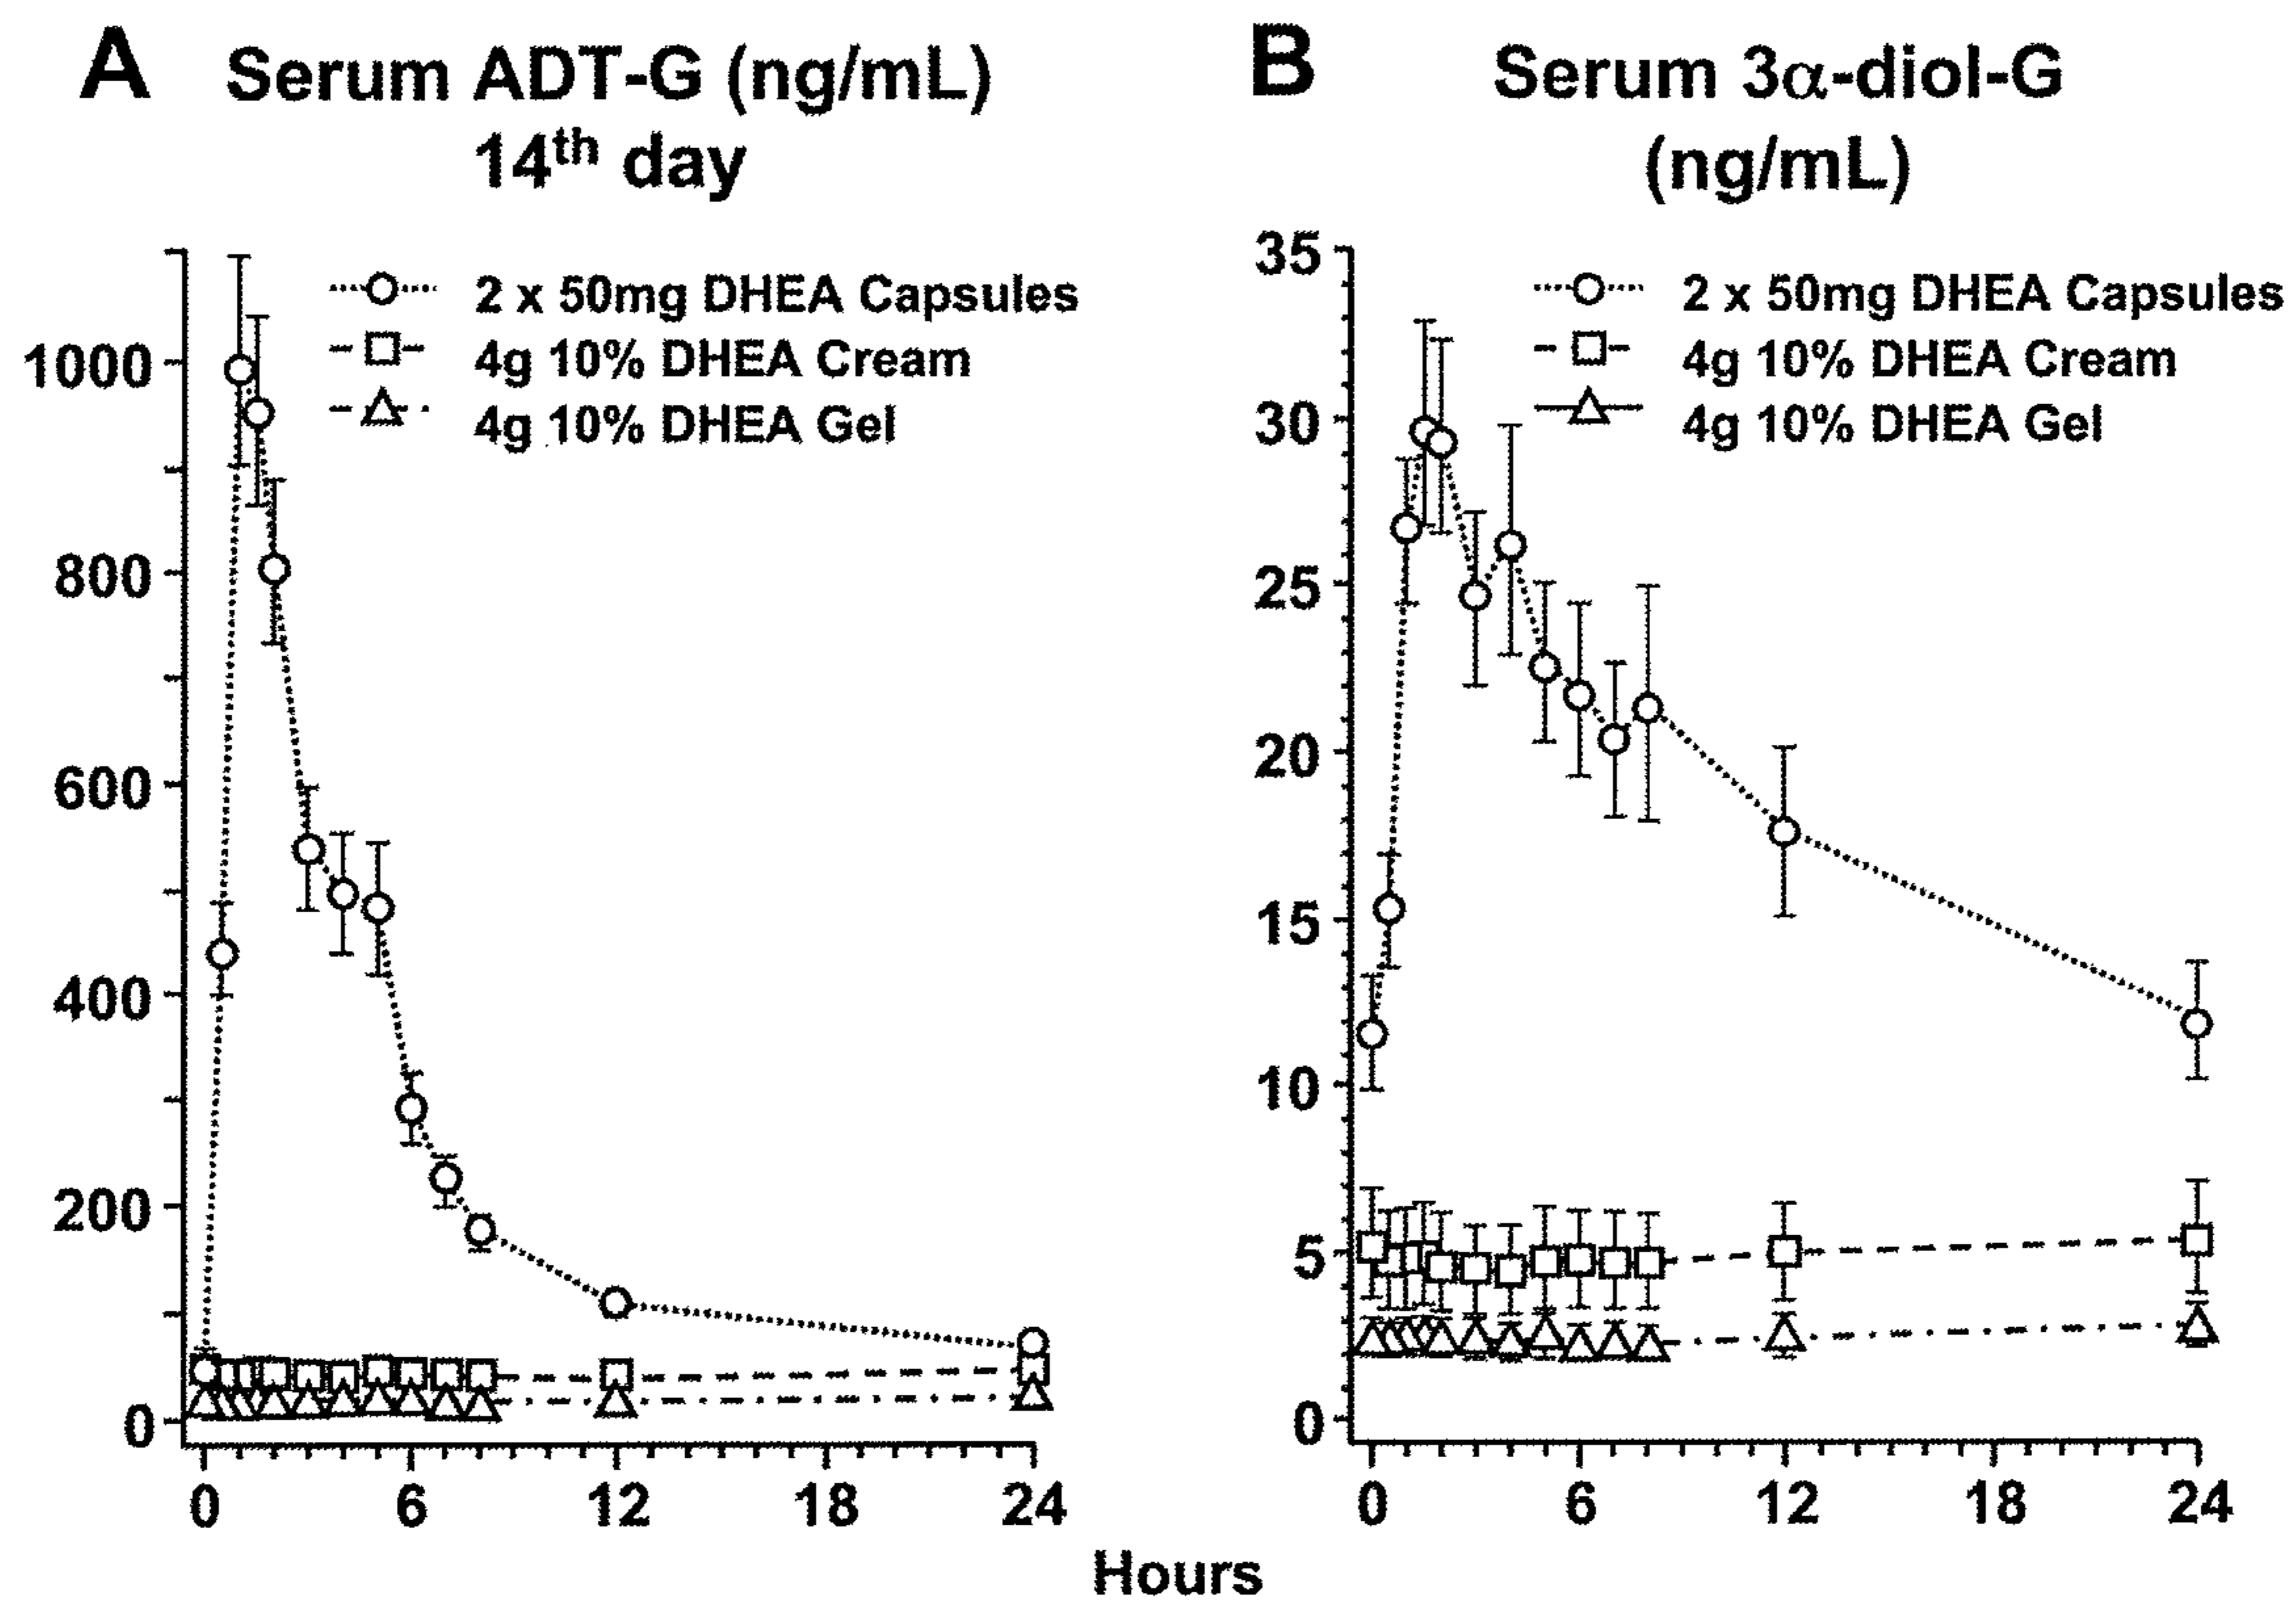 A Serum ADT-G (ng/mL)
14th day
1000
800
600
400
200
0
2 x 50mg DHEA Capsules
4g 10% DHEA Cream
4g 10% DHEA Gel
0 6 12 18 24
B Serum 3α-diol-G
(ng/mL)
35
30
25
20
15
10
5
0
2 x 50mg DHEA Capsules
4g 10% DHEA Cream
4g 10% DHEA Gel
0 6 12 18 24
Hours